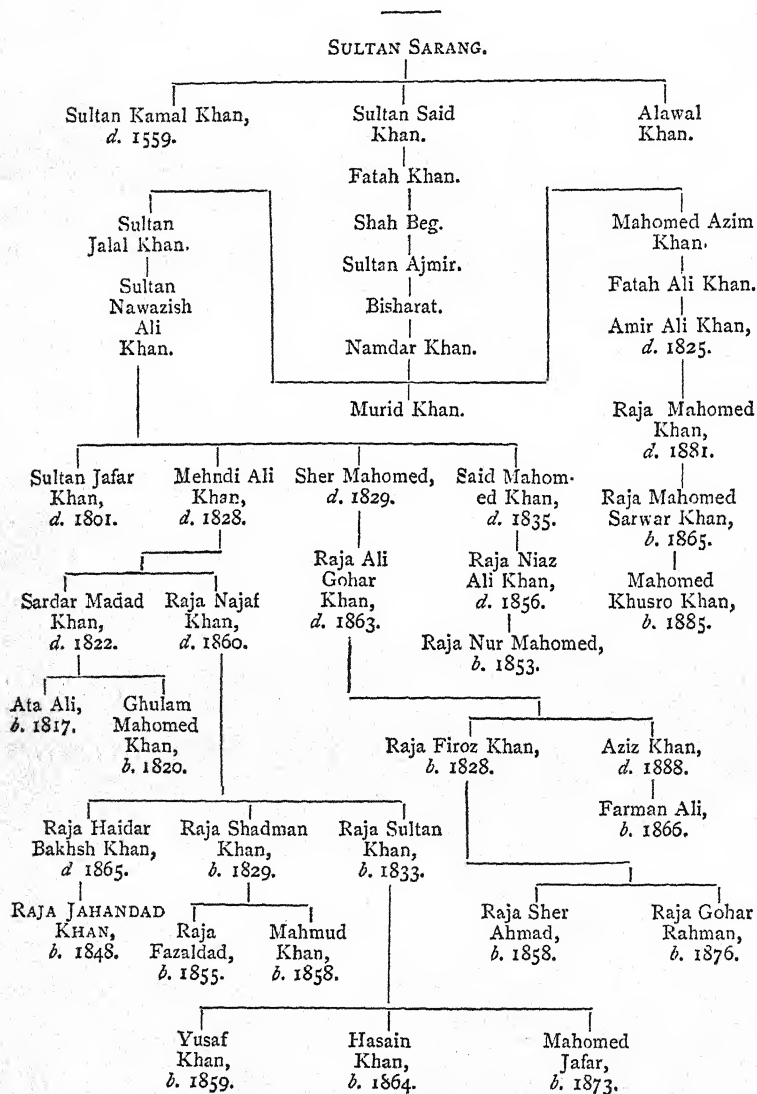 SULTAN SARANG.
Sultan Kamal Khan,
d. 1559.
Sultan Said
Khan.
Alawal
Khan.
Fatah Khan.
Sultan
Jalal Khan.
Shah Beg.
Mahomed Azim
Khan.
Sultan
Nawazish
Ali
Khan.
Sultan Ajmir.
Bisharat.
Namdar Khan.
Murid Khan.
Fatah Ali Khan.
Amir Ali Khan,
d. 1825.
Raja Mahomed
Khan,
d. 1881.
Raja Mahomed
Sarwar Khan,
b. 1865.
Mahomed
Khusro Khan,
b. 1885.
Sultan Jafar
Khan,
d. 1801.
Mehndi Ali
Khan,
d. 1828.
Sher Mahomed,
d. 1829.
Said Mahom-
ed Khan,
d. 1835.
Sardar Madad
Khan,
d. 1822.
Raja Najaf
Khan,
d. 1860.
Raja Ali
Gohar
Khan,
d. 1863.
Raja Niaz
Ali Khan,
d. 1856.
Raja Nur Mahomed,
b. 1853.
Ata Ali,
b. 1817.
Ghulam
Mahomed
Khan,
b. 1820.
Raja Firoz Khan,
b. 1828.
Aziz Khan,
d. 1888.
Farman Ali,
b. 1866.
Raja Haidar
Bakhsh Khan,
d 1865.
Raja Shadman
Khan,
b. 1829.
Raja Sultan
Khan,
b. 1833.
RAJA JAHANDAD
KHAN,
b. 1848.
Raja
Fazaldad,
b. 1855.
Mahmud
Khan,
b. 1858.
Raja Sher
Ahmad,
b. 1858.
Raja Gohar
Rahman,
b. 1876.
Yusaf
Khan,
b. 1859.
Hasain
Khan,
b. 1864.
Mahomed
Jafar,
b. 1873.